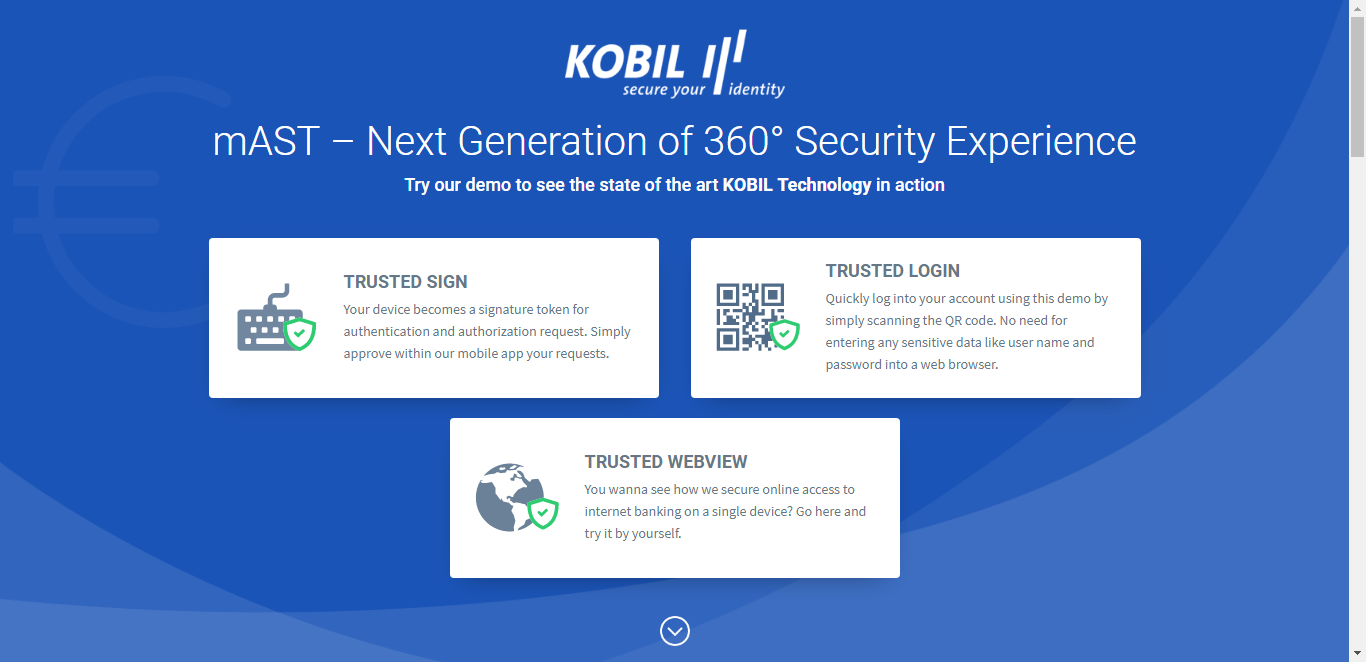 KOBIL
secure your identity
mAST – Next Generation of 360° Security Experience
Try our demo to see the state of the art KOBIL Technology in action
TRUSTED SIGN
Your device becomes a signature token for
authentication and authorization request. Simply
approve within our mobile app your requests.
TRUSTED LOGIN
Quickly log into your account using this demo by
simply scanning the QR code. No need for
entering any sensitive data like user name and
password into a web browser.
TRUSTED WEBVIEW
You wanna see how we secure online access to
internet banking on a single device? Go here and
try it by yourself.